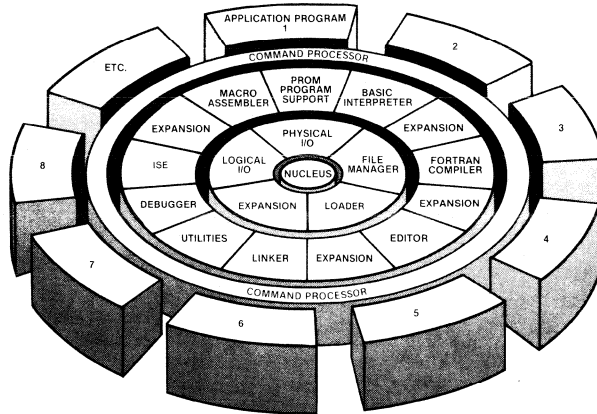 APPLICATION PROGRAM
1
2
3
4
5
6
7
8
ETC.
COMMAND PROCESSOR
PROM
PROGRAM
SUPPORT
BASIC
INTERPRETER
EXPANSION
FORTRAN
COMPILER
EXPANSION
EDITOR
EXPANSION
LINKER
UTILITIES
DEBUGGER
ISE
EXPANSION
MACRO
ASSEMBLER
PHYSICAL
I/O
FILE
MANAGER
LOADER
EXPANSION
LOGICAL
I/O
NUCLEUS
COMMAND PROCESSOR